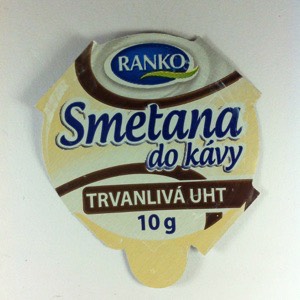 RANKO
Smetana
do kávy
TRVANLIVÁ UHT
10 g